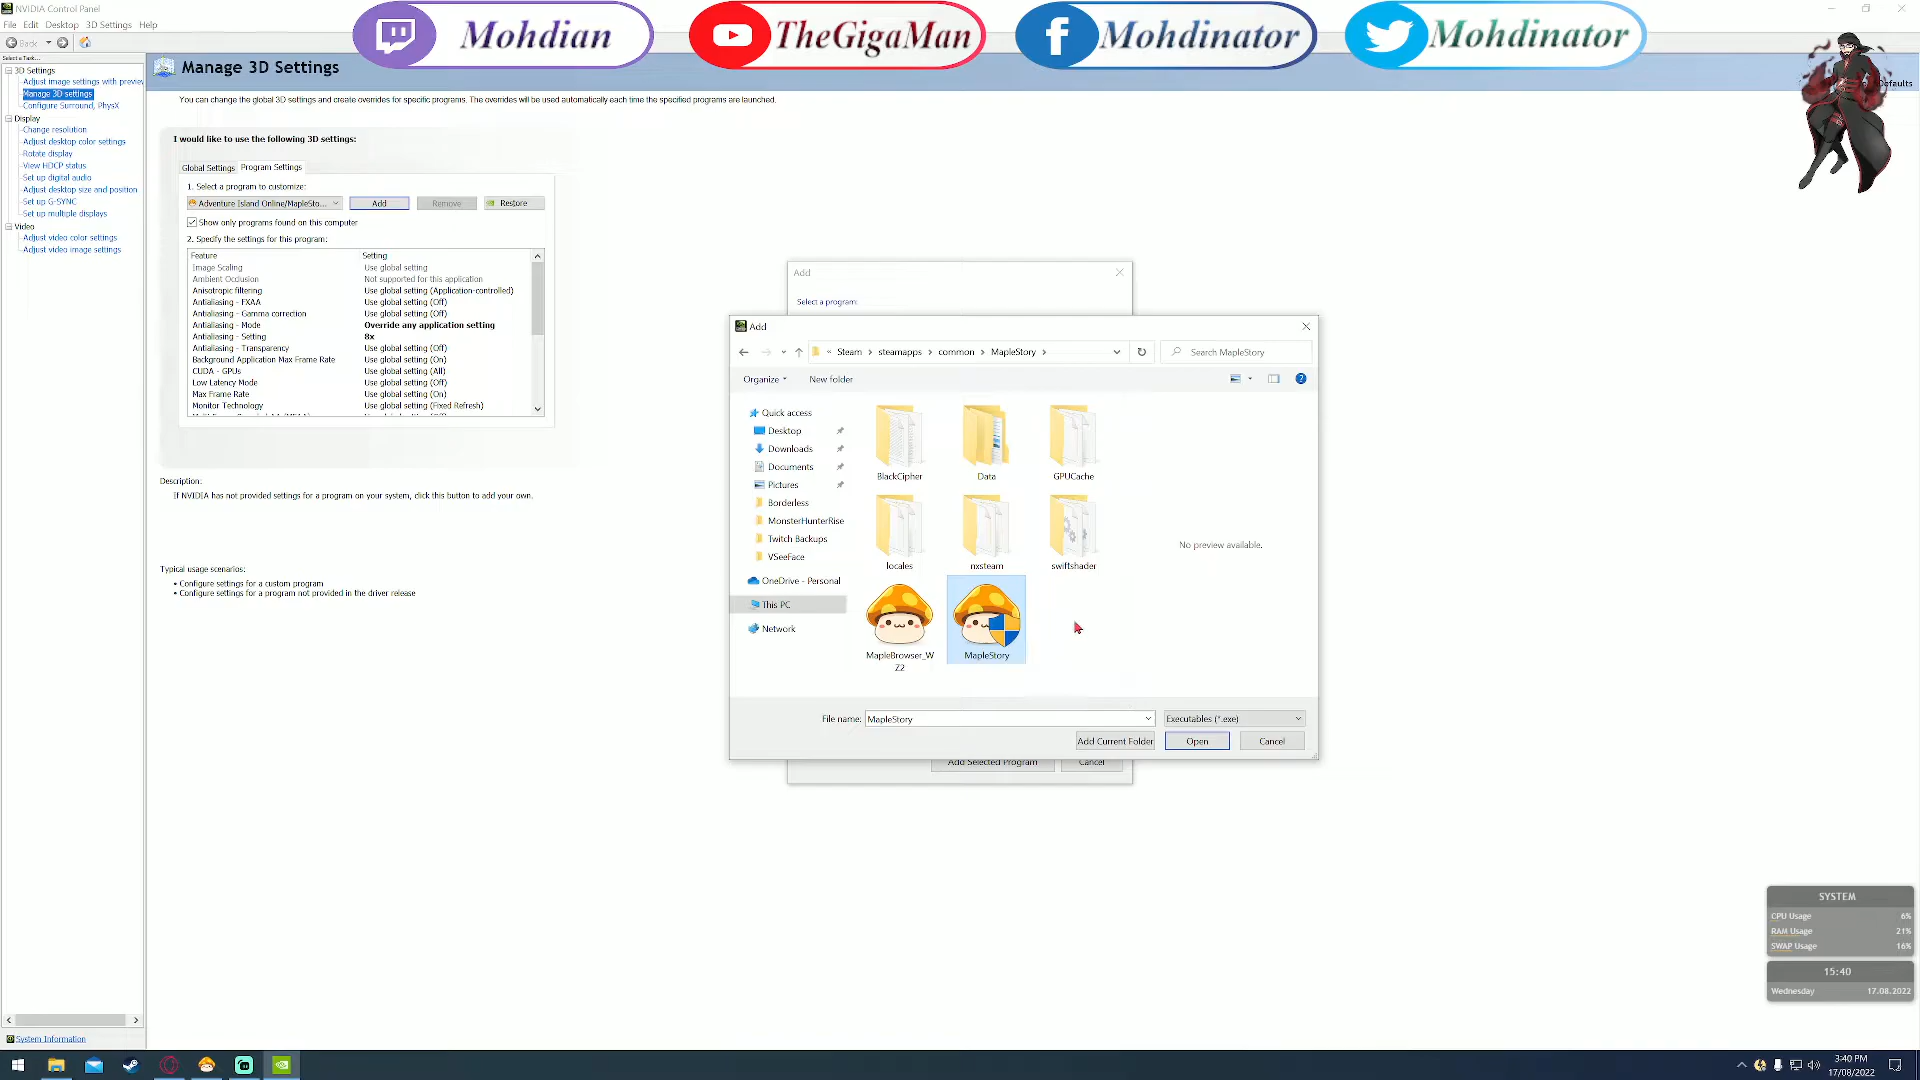 NVIDIA Control Panel
File Edit Desktop 3D Settings Help
Back
Mohdian
TheGigaMan
Mohdinator
Mohdinator
Select a Task...
3D Settings
Adjust image settings with preview
Manage 3D settings
Configure Surround, PhysX
Display
Change resolution
Adjust desktop color settings
Rotate display
View HDCP status
Set up digital audio
Adjust desktop size and position
Set up G-SYNC
Set up multiple displays
Video
Adjust video color settings
Adjust video image settings
System Information
Manage 3D Settings
Defaults
You can change the global 3D settings and create overrides for specific programs. The overrides will be used automatically each time the specified programs are launched.
I would like to use the following 3D settings:
Global Settings Program Settings
1. Select a program to customize:
Adventure Island Online/MapleSto... Add Remove Restore
Show only programs found on this computer
2. Specify the settings for this program:
Feature Setting
Image Scaling Use global setting
Ambient Occlusion Not supported for this application
Anisotropic filtering Use global setting (Application-controlled)
Antialiasing - FXAA Use global setting (Off)
Antialiasing - Gamma correction Use global setting (Off)
Antialiasing - Mode Override any application setting
Antialiasing - Setting 8x
Antialiasing - Transparency Use global setting (Off)
Background Application Max Frame Rate Use global setting (On)
CUDA - GPUs Use global setting (All)
Low Latency Mode Use global setting (Off)
Max Frame Rate Use global setting (On)
Monitor Technology Use global setting (Fixed Refresh)
Description:
If NVIDIA has not provided settings for a program on your system, click this button to add your own.
Typical usage scenarios:
• Configure settings for a custom program
• Configure settings for a program not provided in the driver release
Add
Select a program:
Add
« Steam › steamapps › common › MapleStory ›
Search MapleStory
Organize New folder
Quick access
Desktop
Downloads
Documents
Pictures
Borderless
MonsterHunterRise
Twitch Backups
VSeeFace
OneDrive - Personal
This PC
Network
BlackCipher Data GPUCache
locales nxsteam swiftshader
MapleBrowser_WZ2 MapleStory
No preview available.
File name: MapleStory Executables (*.exe)
Add Current Folder Open Cancel
Add Selected Program Cancel
SYSTEM
CPU Usage 6%
RAM Usage 21%
SWAP Usage 16%
15:40
Wednesday 17.08.2022
3:40 PM
17/08/2022